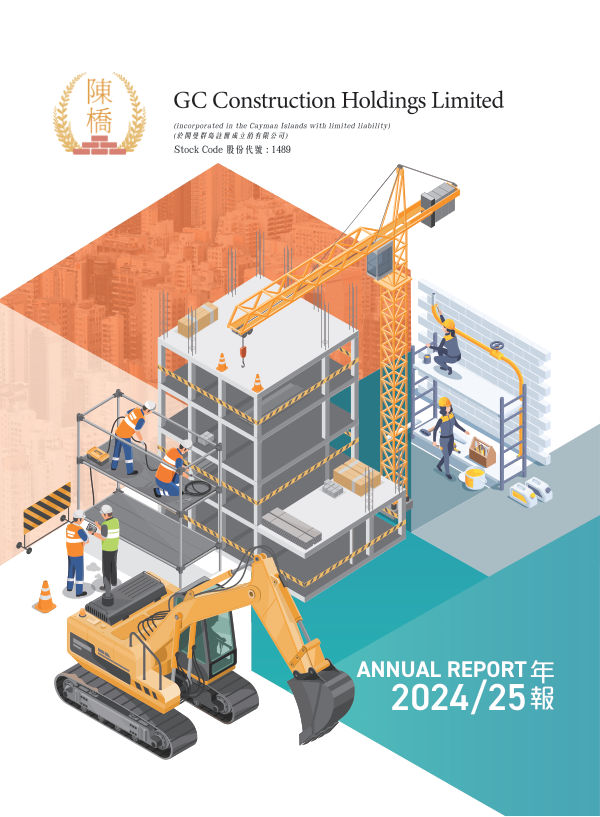 陳橋
GC Construction Holdings Limited
(incorporated in the Cayman Islands with limited liability)
(於開曼群島註冊成立的有限公司)
Stock Code 股份代號 : 1489
ANNUAL REPORT 年報
2024/25